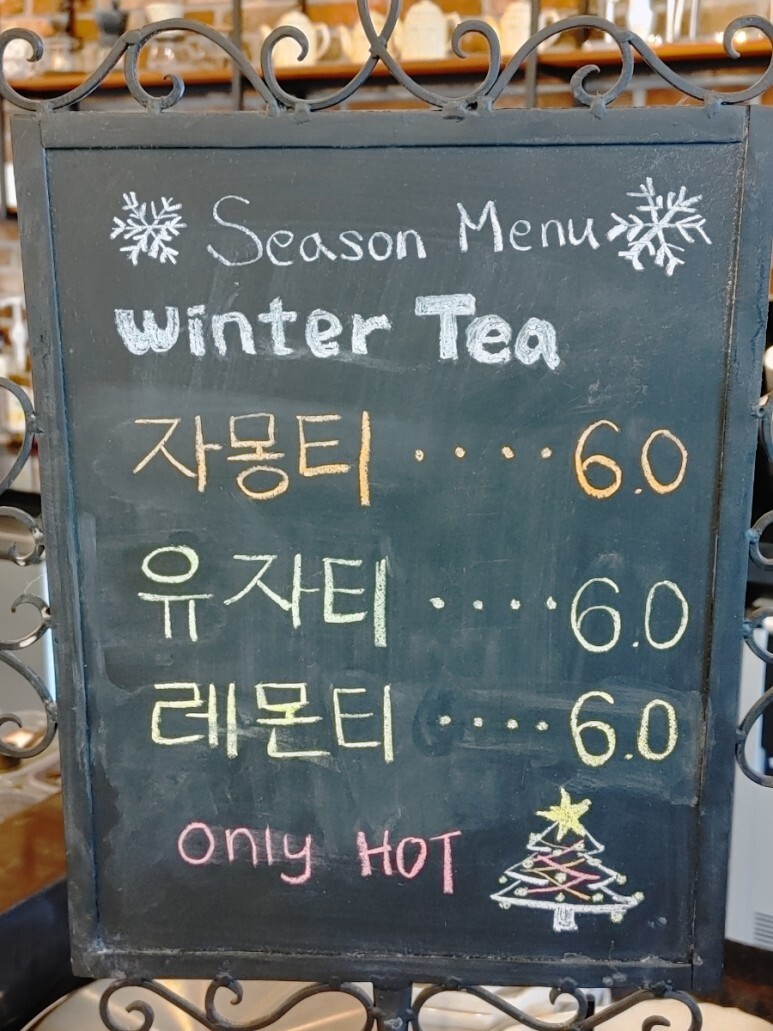 Season Menu
Winter Tea
자몽티 .... 6.0
유자티 .... 6.0
레몬티 .... 6.0
only HOT